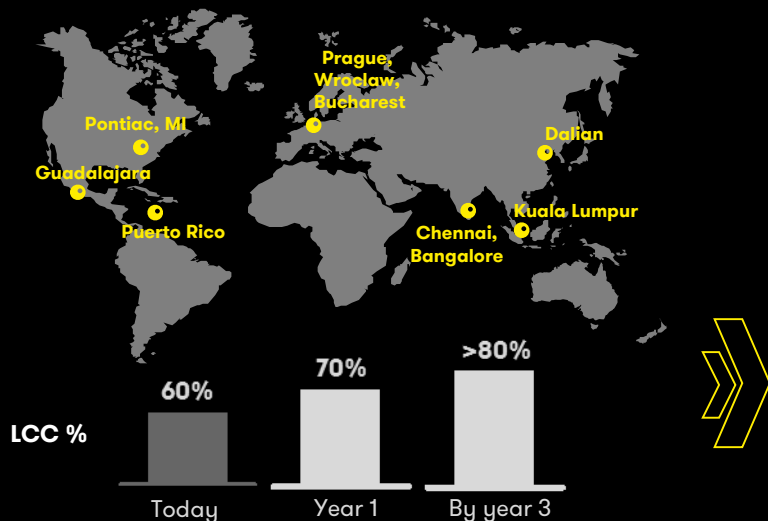 Prague,
Wroclaw,
Bucharest
Pontiac, MI
Dalian
Guadalajara
Puerto Rico
Kuala Lumpur
Chennai,
Bangalore
>80%
70%
60%
LCC %
Today
Year 1
By year 3